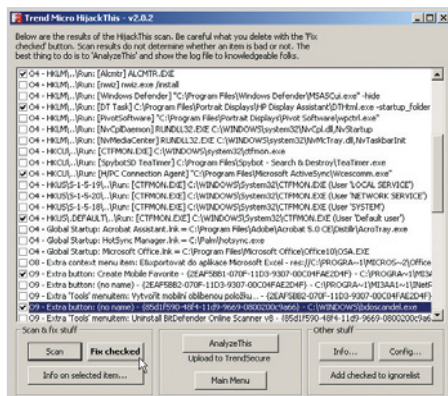 Trend Micro HijackThis - v2.0.2
Below are the results of the HijackThis scan. Be careful what you delete with the 'Fix
checked' button. Scan results do not determine whether an item is bad or not. The
best thing to do is to 'AnalyzeThis' and show the log file to knowledgeable folks.
O4 - HKLM\..\Run: [Alcmtr] ALCMTR.EXE
O4 - HKLM\..\Run: [nwiz] nwiz.exe /install
O4 - HKLM\..\Run: [Windows Defender] "C:\Program Files\Windows Defender\MSASCui.exe" -hide
O4 - HKLM\..\Run: [DT Task] C:\Program Files\Portrait Displays\HP Display Assistant\DTHtml.exe -startup_folder
O4 - HKLM\..\Run: [PivotSoftware] "C:\Program Files\Portrait Displays\Pivot Software\wpctrl.exe"
O4 - HKLM\..\Run: [NvCplDaemon] RUNDLL32.EXE C:\WINDOWS\system32\NvCpl.dll,NvStartup
O4 - HKLM\..\Run: [NvMediaCenter] RUNDLL32.EXE C:\WINDOWS\system32\NvMcTray.dll,NvTaskbarInit
O4 - HKCU\..\Run: [CTFMON.EXE] C:\WINDOWS\system32\ctfmon.exe
O4 - HKCU\..\Run: [SpybotSD TeaTimer] C:\Program Files\Spybot - Search & Destroy\TeaTimer.exe
O4 - HKCU\..\Run: [H/PC Connection Agent] "C:\Program Files\Microsoft ActiveSync\Wcescomm.exe"
O4 - HKUS\S-1-5-19\..\Run: [CTFMON.EXE] C:\WINDOWS\System32\CTFMON.EXE (User 'LOCAL SERVICE')
O4 - HKUS\S-1-5-20\..\Run: [CTFMON.EXE] C:\WINDOWS\System32\CTFMON.EXE (User 'NETWORK SERVICE')
O4 - HKUS\S-1-5-18\..\Run: [CTFMON.EXE] C:\WINDOWS\System32\CTFMON.EXE (User 'SYSTEM')
O4 - HKUS\.DEFAULT\..\Run: [CTFMON.EXE] C:\WINDOWS\System32\CTFMON.EXE (User 'Default user')
O4 - Global Startup: Acrobat Assistant.lnk = C:\Program Files\Adobe\Acrobat 5.0 CE\Distillr\AcroTray.exe
O4 - Global Startup: HotSync Manager.lnk = C:\Palm\hotsync.exe
O4 - Global Startup: Microsoft Office.lnk = C:\Program Files\Microsoft Office\Office10\OSA.EXE
O8 - Extra context menu item: E&xportovat do aplikace Microsoft Excel - res://C:\PROGRA~1\MICROS~2\Office
O9 - Extra button: Create Mobile Favorite - {2EAF5BB1-070F-11D3-9307-00C04FAE2D4F} - C:\PROGRA~1\MI3A
O9 - Extra button: (no name) - {2EAF5BB2-070F-11D3-9307-00C04FAE2D4F} - C:\PROGRA~1\MI3AA1~1\INetR
O9 - Extra 'Tools' menuitem: Vytvořit mobilní oblíbenou položku... - {2EAF5BB2-070F-11D3-9307-00C04FAE2D4F}
O9 - Extra button: (no name) - {85d1f590-48f4-11d9-9669-0800200c9a66} - C:\WINDOWS\bdoscandel.exe
O9 - Extra 'Tools' menuitem: Uninstall BitDefender Online Scanner v8 - {85d1f590-48f4-11d9-9669-0800200c9
Scan & fix stuff
Other stuff
Scan
Fix checked
AnalyzeThis
Info...
Config...
Upload to TrendSecure
Info on selected item...
Main Menu
Add checked to ignorelist